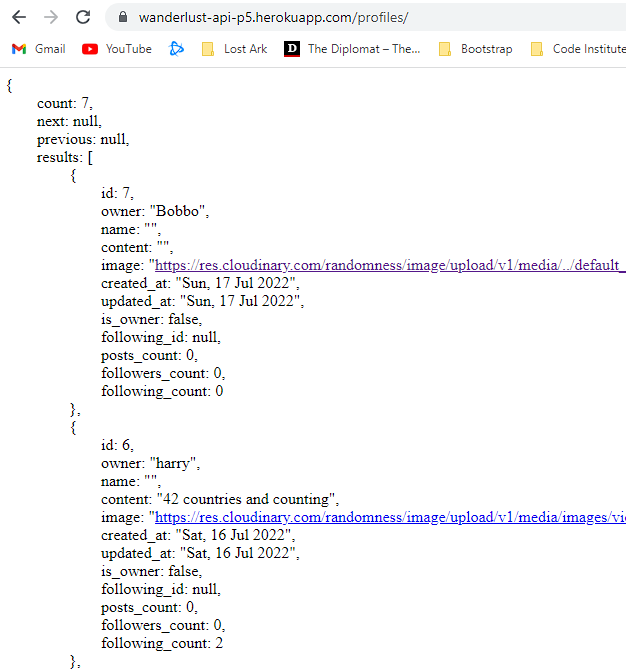 wanderlust-api-p5.herokuapp.com/profiles/
Gmail YouTube Lost Ark D The Diplomat – The... Bootstrap Code Institute
{
count: 7,
next: null,
previous: null,
results: [
{
id: 7,
owner: "Bobbo",
name: "",
content: "",
image: "https://res.cloudinary.com/randomness/image/upload/v1/media/../default_
created_at: "Sun, 17 Jul 2022",
updated_at: "Sun, 17 Jul 2022",
is_owner: false,
following_id: null,
posts_count: 0,
followers_count: 0,
following_count: 0
},
{
id: 6,
owner: "harry",
name: "",
content: "42 countries and counting",
image: "https://res.cloudinary.com/randomness/image/upload/v1/media/images/vi
created_at: "Sat, 16 Jul 2022",
updated_at: "Sat, 16 Jul 2022",
is_owner: false,
following_id: null,
posts_count: 0,
followers_count: 0,
following_count: 2
},